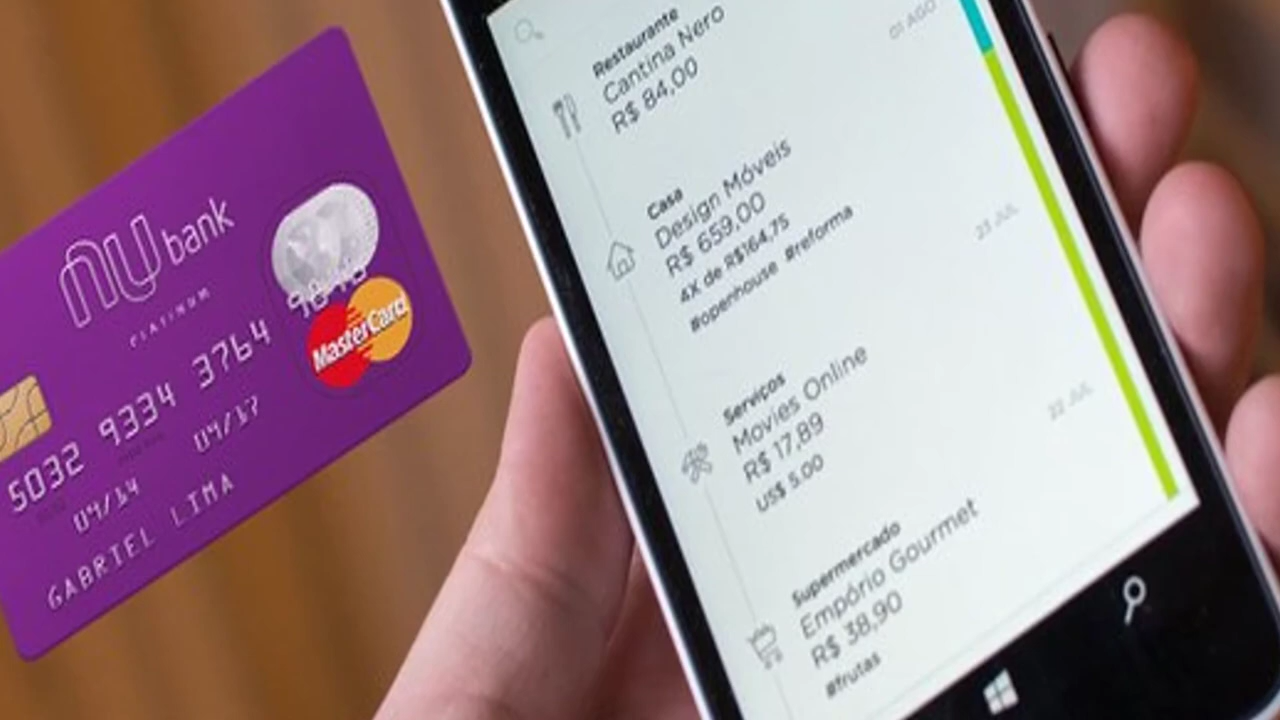 nu bank
PLATINUM
5032 9334 3764
04/14 04/17
GABRIEL LIMA
MasterCard
Restaurante
Cantina Nero
R$ 84,00
01 AGO
Casa
Design Móveis
R$ 659,00
4X de R$164,75
#openhouse #reforma
23 JUL
Serviços
Movies Online
R$ 17,89
US$ 5.00
22 JUL
Supermercado
Empório Gourmet
R$ 38,90
#frutas